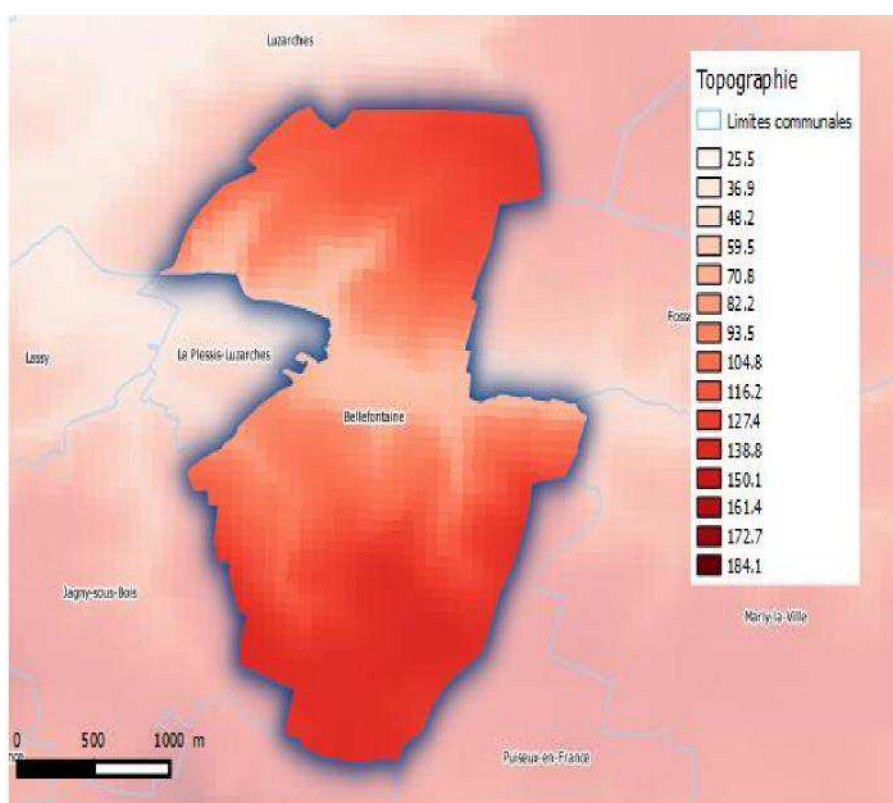 Luzarches
Topographie
Limites communales
25.5
36.9
48.2
59.5
70.8
82.2
93.5
104.8
116.2
127.4
138.8
150.1
161.4
172.7
184.1
Fosse
Lassy
Le Plessis-Luzarches
Bellefontaine
Jagny-sous-Bois
Marly-la-Ville
Puiseux-en-France
0 500 1000 m